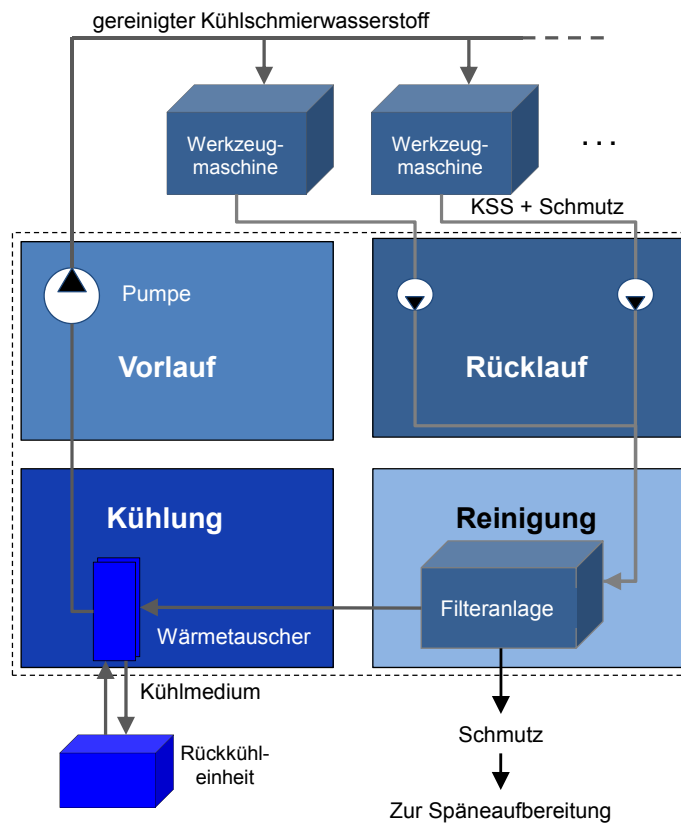 gereinigter Kühlschmierwasserstoff
Werkzeug-
maschine
Werkzeug-
maschine
. . .
KSS + Schmutz
Pumpe
Vorlauf
Rücklauf
Kühlung
Reinigung
Filteranlage
Wärmetauscher
Kühlmedium
Rückkühl-
einheit
Schmutz
Zur Späneaufbereitung